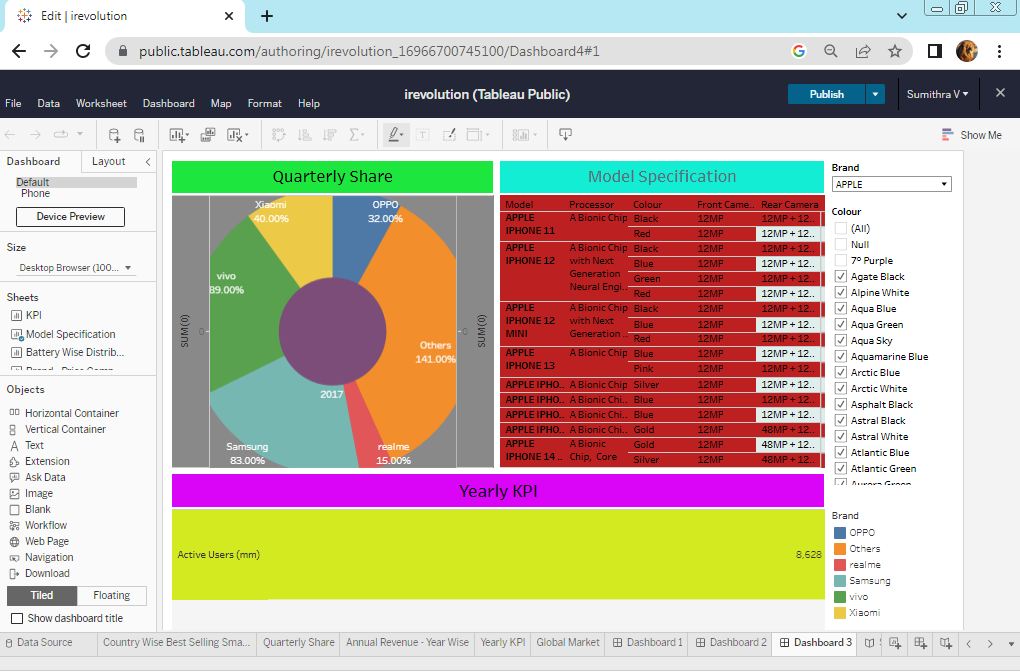 Edit | irevolution
public.tableau.com/authoring/irevolution_16966700745100/Dashboard4#1
irevolution (Tableau Public)
Publish
Sumithra V
File Data Worksheet Dashboard Map Format Help
Show Me
Dashboard Layout
Default
Phone
Device Preview
Size
Desktop Browser (100...
Sheets
KPI
Model Specification
Battery Wise Distrib...
Objects
Horizontal Container
Vertical Container
Text
Extension
Ask Data
Image
Blank
Workflow
Web Page
Navigation
Download
Tiled Floating
Show dashboard title
Quarterly Share
Xiaomi
40.00%
OPPO
32.00%
vivo
89.00%
SUM(0)
0
0
SUM(0)
Others
141.00%
2017
Samsung
83.00%
realme
15.00%
Model Specification
Model Processor Colour Front Came.. Rear Camera
APPLE IPHONE 11 A Bionic Chip Black 12MP 12MP + 12..
Red 12MP 12MP + 12..
APPLE IPHONE 12 A Bionic Chip with Next Generation Neural Engi.. Black 12MP 12MP + 12..
Blue 12MP 12MP + 12..
Green 12MP 12MP + 12..
Red 12MP 12MP + 12..
APPLE IPHONE 12 MINI A Bionic Chip with Next Generation .. Black 12MP 12MP + 12..
Blue 12MP 12MP + 12..
Red 12MP 12MP + 12..
APPLE IPHONE 13 A Bionic Chip Blue 12MP 12MP + 12..
Pink 12MP 12MP + 12..
APPLE IPHO.. A Bionic Chip Silver 12MP 12MP + 12..
APPLE IPHO.. A Bionic Chi.. Blue 12MP 12MP + 12..
APPLE IPHO.. A Bionic Chi.. Blue 12MP 12MP + 12..
APPLE IPHO.. A Bionic Chi.. Gold 12MP 48MP + 12..
APPLE IPHONE 14 .. A Bionic Chip, Core Gold 12MP 48MP + 12..
Silver 12MP 48MP + 12..
Yearly KPI
Active Users (mm) 8,628
Brand
APPLE
Colour
(All)
Null
7° Purple
Agate Black
Alpine White
Aqua Blue
Aqua Green
Aqua Sky
Aquamarine Blue
Arctic Blue
Arctic White
Asphalt Black
Astral Black
Astral White
Atlantic Blue
Atlantic Green
Aurora Green
Brand
OPPO
Others
realme
Samsung
vivo
Xiaomi
Data Source Country Wise Best Selling Sma... Quarterly Share Annual Revenue - Year Wise Yearly KPI Global Market Dashboard 1 Dashboard 2 Dashboard 3